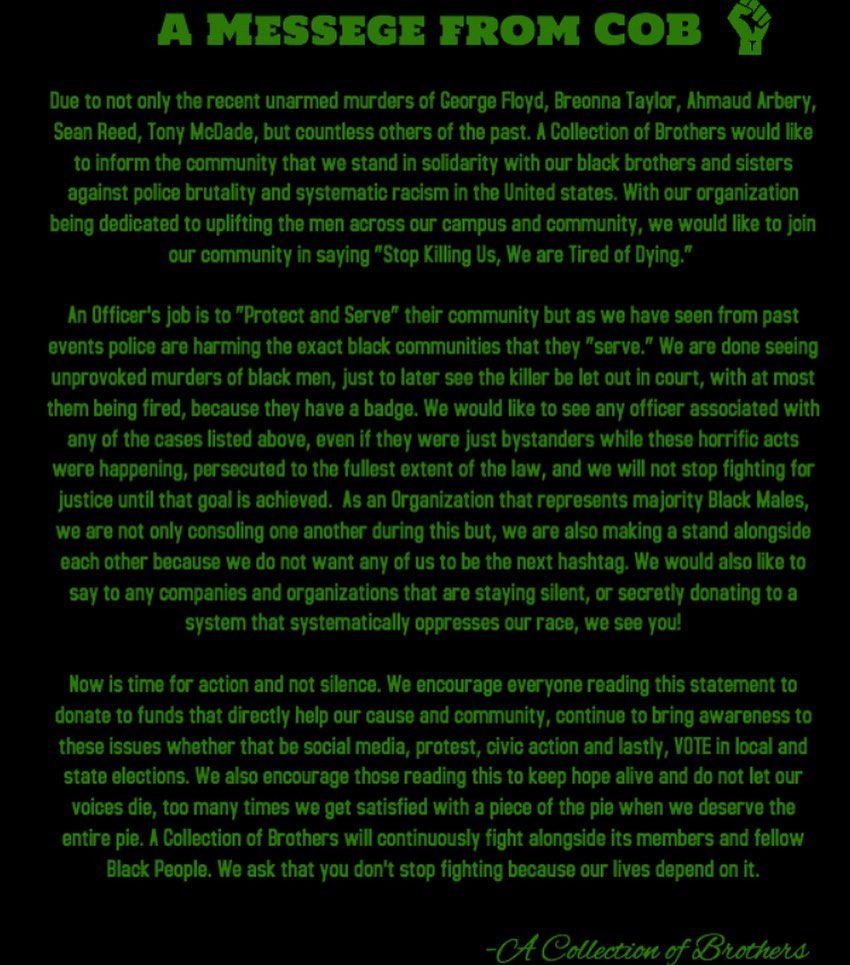 A Messege from COB
Due to not only the recent unarmed murders of George Floyd, Breonna Taylor, Ahmaud Arbery,
Sean Reed, Tony McDade, but countless others of the past. A Collection of Brothers would like
to inform the community that we stand in solidarity with our black brothers and sisters
against police brutality and systematic racism in the United states. With our organization
being dedicated to uplifting the men across our campus and community, we would like to join
our community in saying "Stop Killing Us, We are Tired of Dying."
An Officer's job is to "Protect and Serve" their community but as we have seen from past
events police are harming the exact black communities that they "serve." We are done seeing
unprovoked murders of black men, just to later see the killer be let out in court, with at most
them being fired, because they have a badge. We would like to see any officer associated with
any of the cases listed above, even if they were just bystanders while these horrific acts
were happening, persecuted to the fullest extent of the law, and we will not stop fighting for
justice until that goal is achieved. As an Organization that represents majority Black Males,
we are not only consoling one another during this but, we are also making a stand alongside
each other because we do not want any of us to be the next hashtag. We would also like to
say to any companies and organizations that are staying silent, or secretly donating to a
system that systematically oppresses our race, we see you!
Now is time for action and not silence. We encourage everyone reading this statement to
donate to funds that directly help our cause and community, continue to bring awareness to
these issues whether that be social media, protest, civic action and lastly, VOTE in local and
state elections. We also encourage those reading this to keep hope alive and do not let our
voices die, too many times we get satisfied with a piece of the pie when we deserve the
entire pie. A Collection of Brothers will continuously fight alongside its members and fellow
Black People. We ask that you don't stop fighting because our lives depend on it.
-A Collection of Brothers